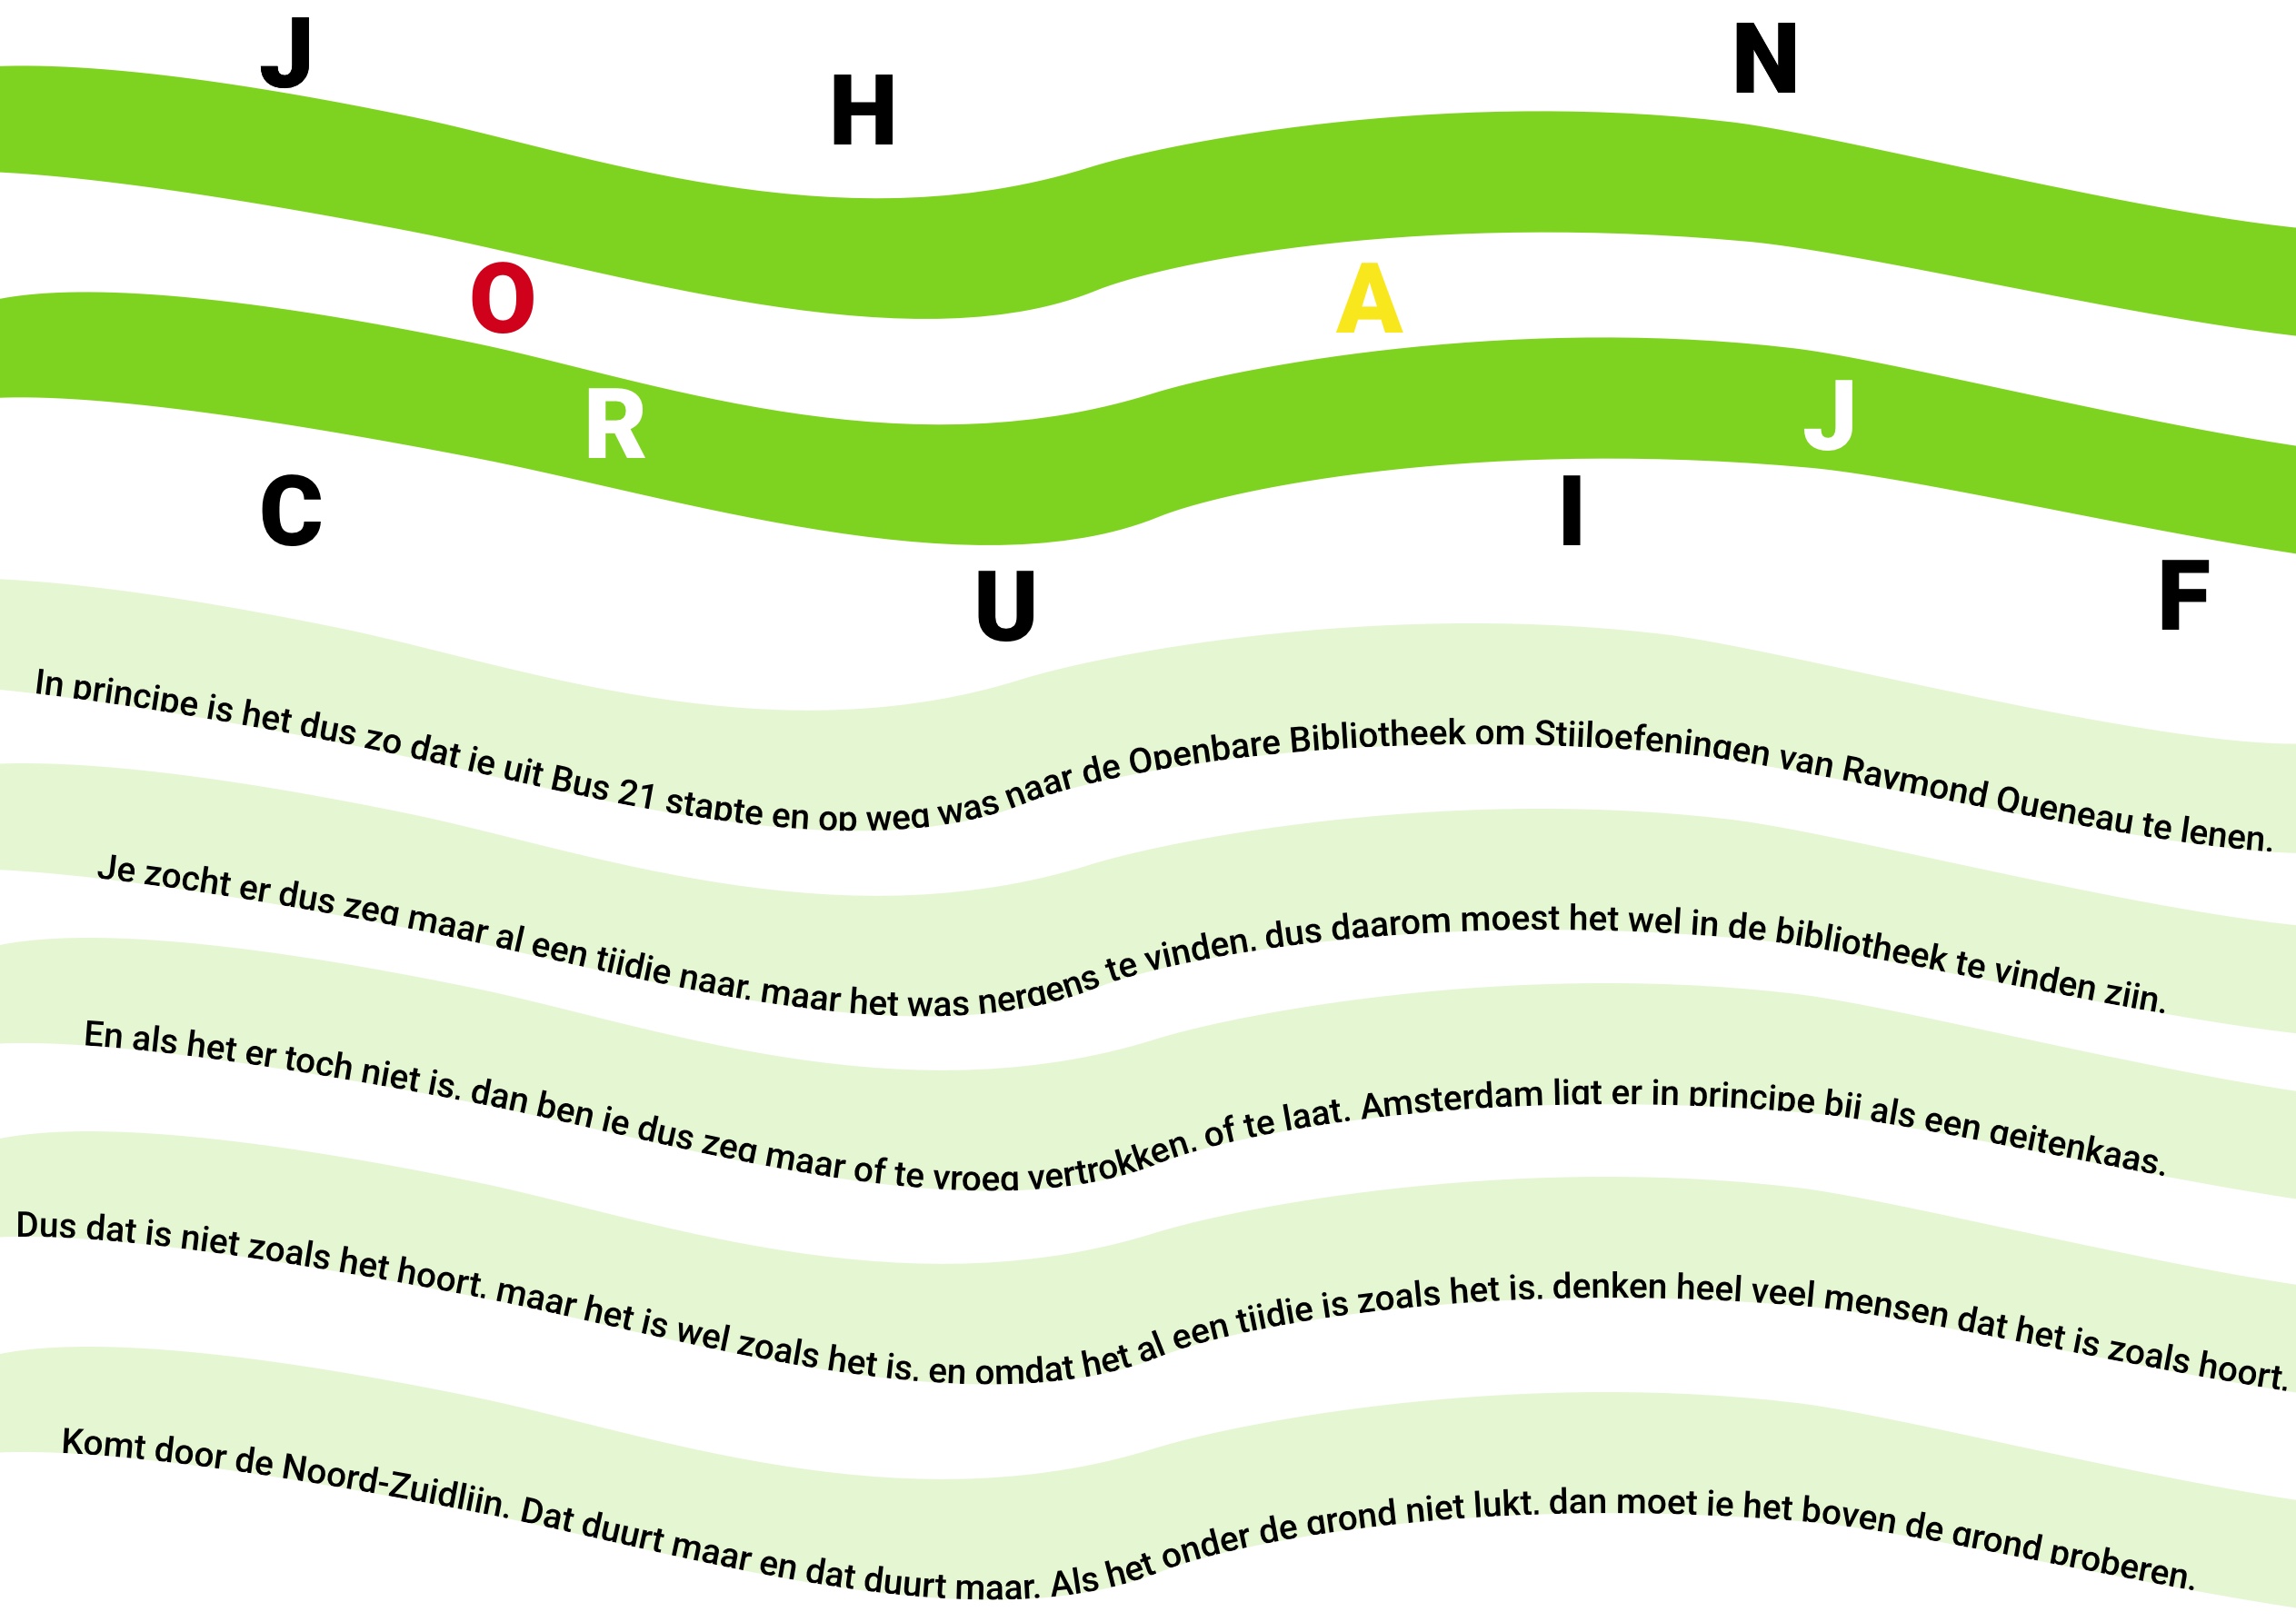 J H N
O A
R J
C I
U F
In principe is het dus zo dat je uit Bus 21 stapte en op weg was naar de Openbare Bibliotheek om Stijloefeningen van Raymond Queneau te lenen.
Je zocht er dus zeg maar al een tijdje naar, maar het was nergens te vinden, dus daarom moest het wel in de bibliotheek te vinden zijn.
En als het er toch niet is, dan ben je dus zeg maar of te vroeg vertrokken, of te laat. Amsterdam ligt er in principe bij als een geitenkaas.
Dus dat is niet zoals het hoort, maar het is wel zoals het is, en omdat het al een tijdje is zoals het is, denken heel veel mensen dat het is zoals hoort.
Komt door de Noord-Zuidlijn. Dat duurt maar en dat duurt maar. Als het onder de grond niet lukt, dan moet je het boven de grond proberen.